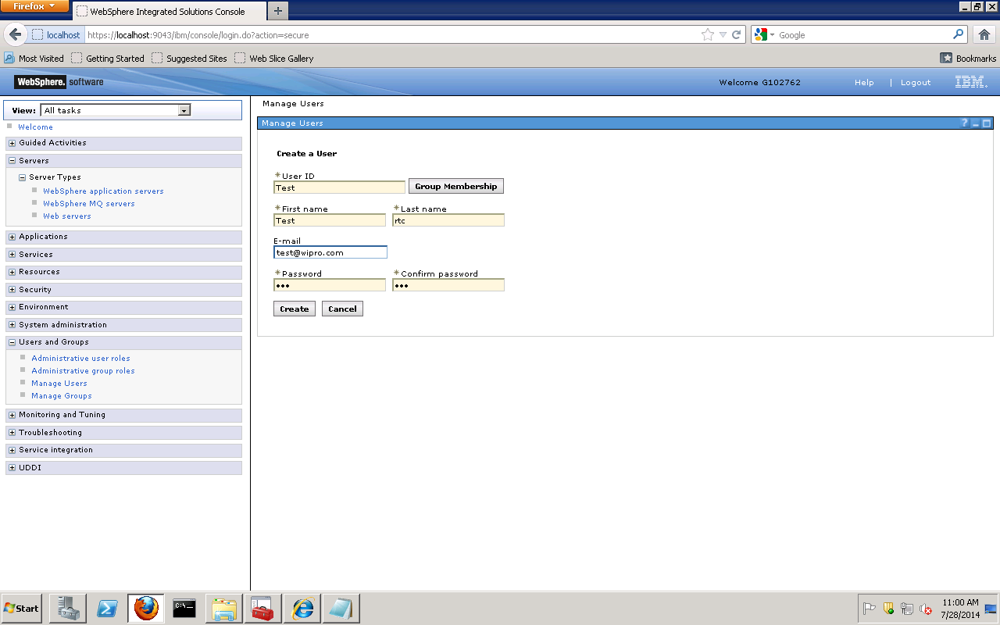 Firefox
WebSphere Integrated Solutions Console
localhost https://localhost:9043/ibm/console/login.do?action=secure Google
Most Visited Getting Started Suggested Sites Web Slice Gallery Bookmarks
WebSphere. software Welcome G102762 Help | Logout IBM.
View: All tasks
Welcome
Guided Activities
Servers
Server Types
WebSphere application servers
WebSphere MQ servers
Web servers
Applications
Services
Resources
Security
Environment
System administration
Users and Groups
Administrative user roles
Administrative group roles
Manage Users
Manage Groups
Monitoring and Tuning
Troubleshooting
Service integration
UDDI
Manage Users
Manage Users ?
Create a User
* User ID
Test Group Membership
* First name * Last name
Test rtc
E-mail
test@wipro.com
* Password * Confirm password
••• •••
Create Cancel
Start C:\_ 11:00 AM
7/28/2014